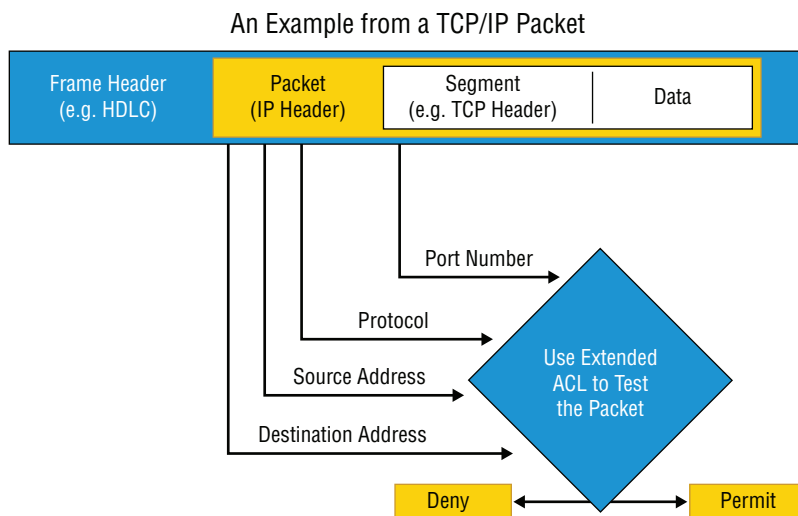 An Example from a TCP/IP Packet
Frame Header
(e.g. HDLC)
Packet
(IP Header)
Segment
(e.g. TCP Header)
Data
Port Number
Protocol
Source Address
Destination Address
Use Extended
ACL to Test
the Packet
Deny
Permit